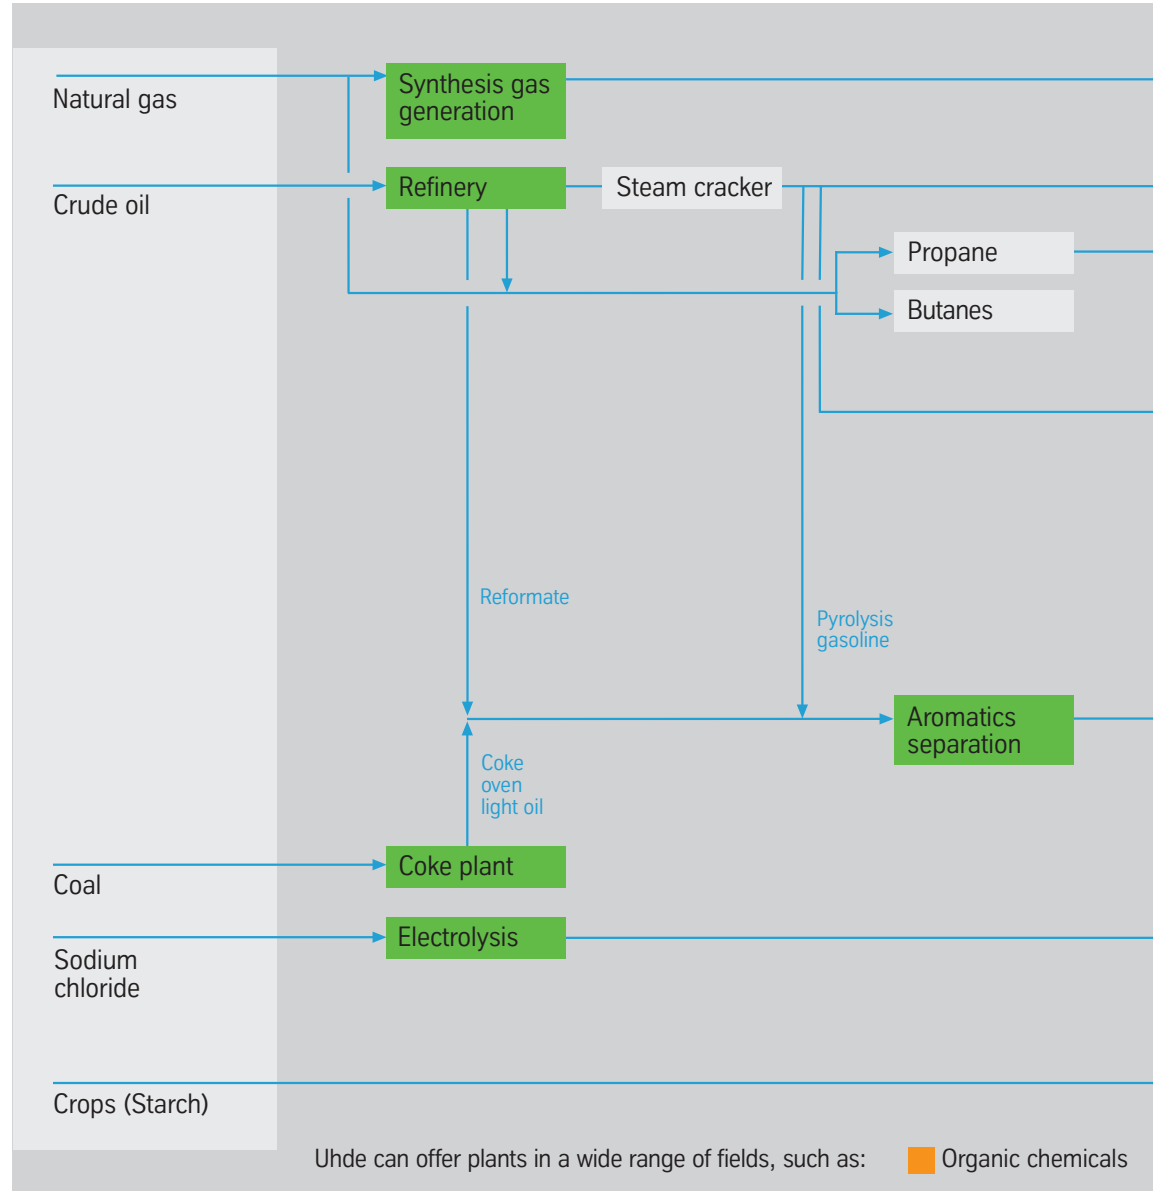 Natural gas
Synthesis gas
generation
Crude oil
Refinery
Steam cracker
Propane
Butanes
Reformate
Pyrolysis
gasoline
Aromatics
separation
Coke
oven
light oil
Coal
Coke plant
Sodium
chloride
Electrolysis
Crops (Starch)
Uhde can offer plants in a wide range of fields, such as:
Organic chemicals